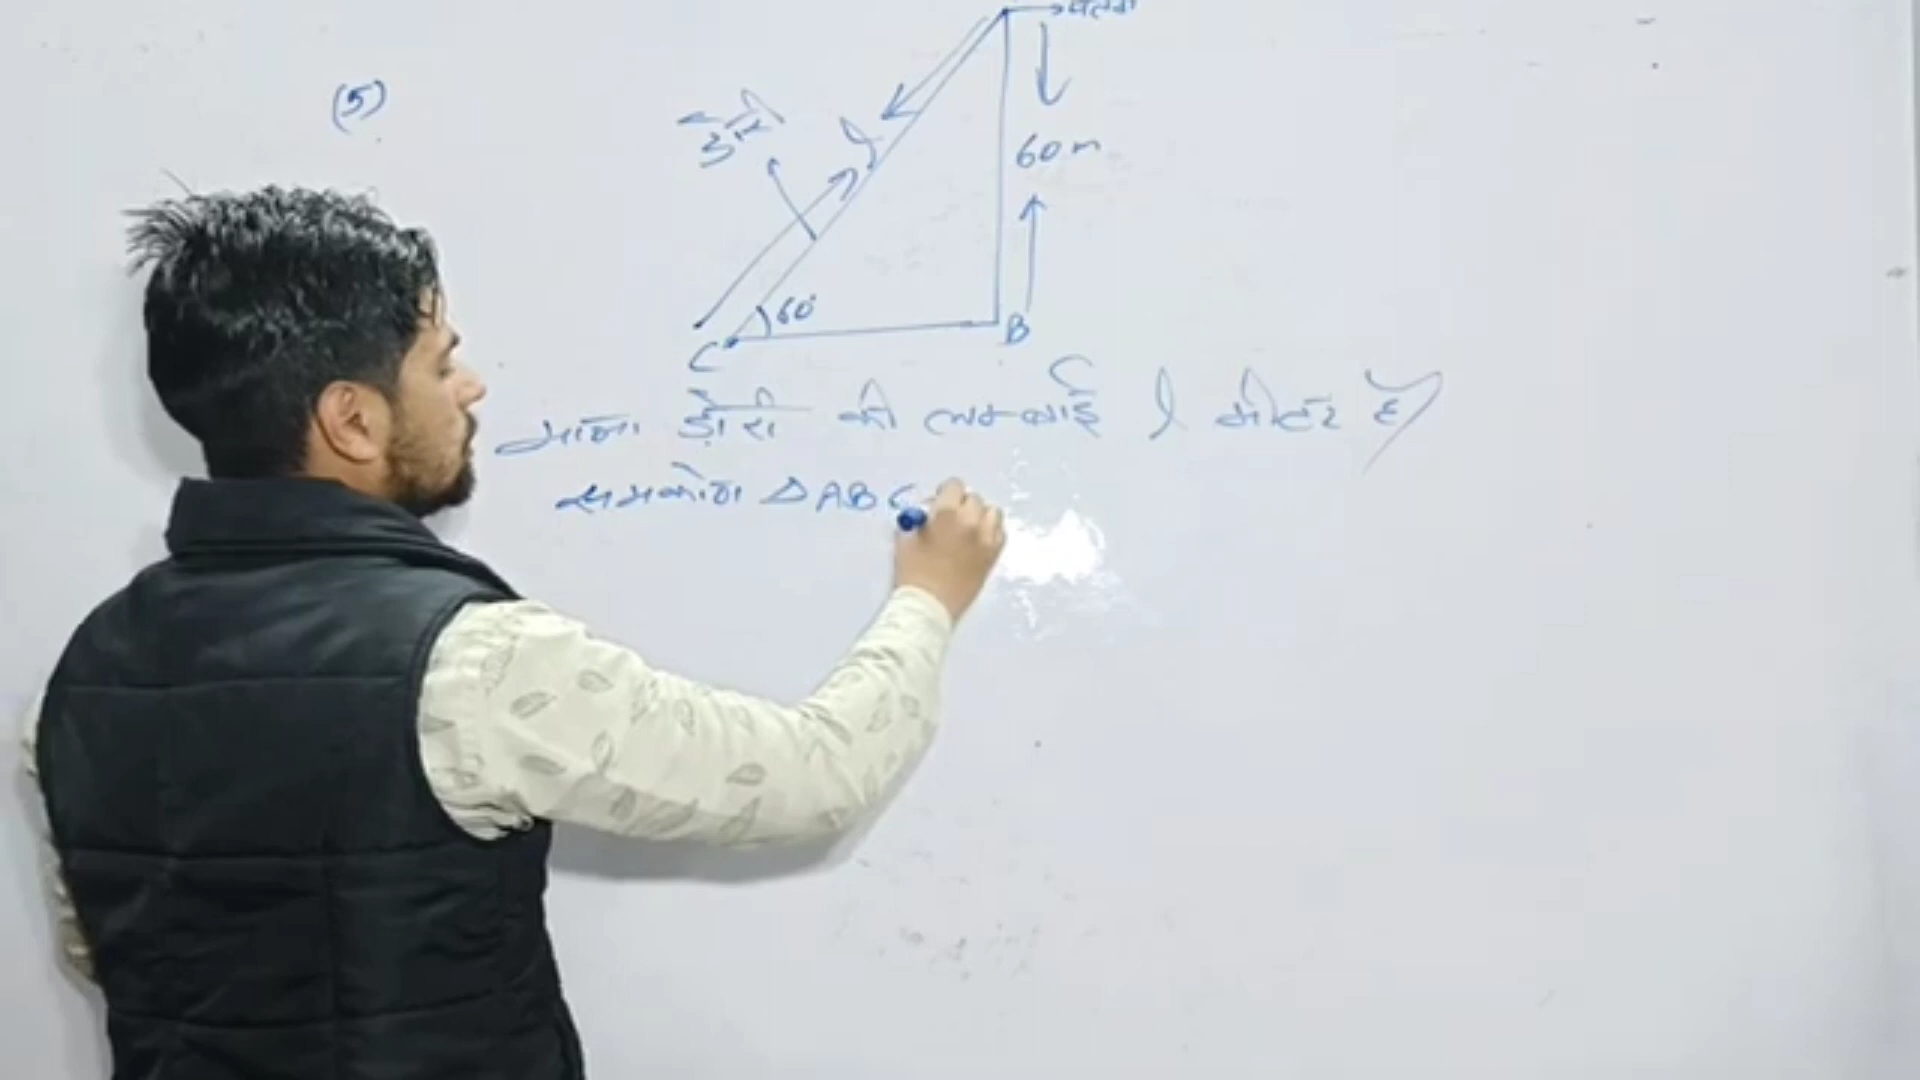 (5)
पतंग
डोरी
l
60 m
60°
C
B
माना डोरी की लम्बाई l मीटर है
समकोण △ABC